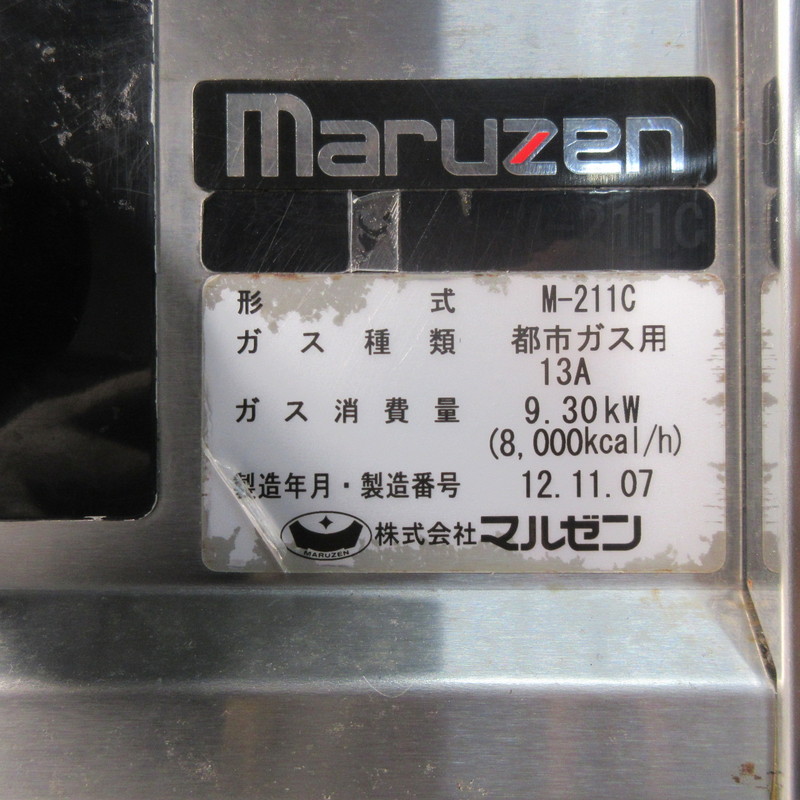 maruzen
-211C
形式 M-211C
ガス種類 都市ガス用
13A
ガス消費量 9.30kW
(8,000kcal/h)
製造年月・製造番号 12.11.07
MARUZEN 株式会社マルゼン